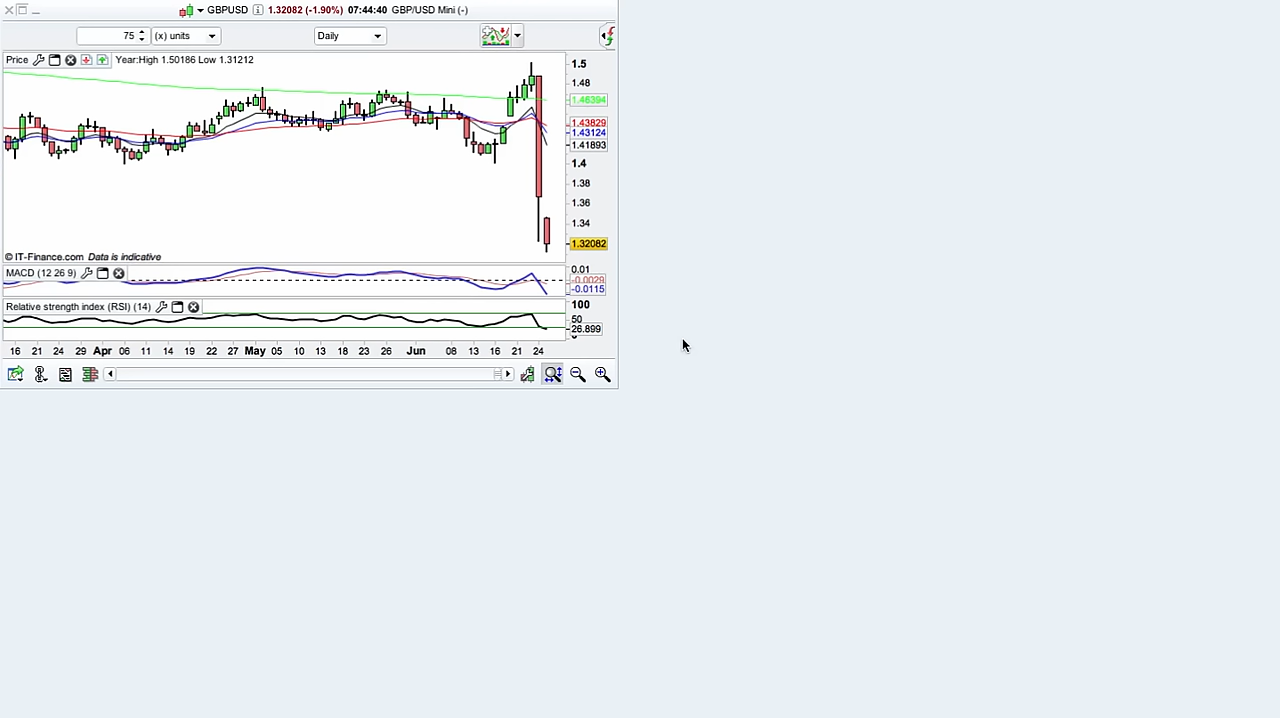 GBPUSD 1.32082 (-1.90%) 07:44:40 GBP/USD Mini (-)
75 (x) units Daily
Price Year:High 1.50186 Low 1.31212
1.5
1.48
1.46394
1.43829
1.43124
1.41893
1.4
1.38
1.36
1.34
1.32082
© IT-Finance.com Data is indicative
MACD (12 26 9)
0.01
-0.0029
-0.0115
Relative strength index (RSI) (14)
100
50
26.899
16 21 24 29 Apr 06 11 14 19 22 27 May 05 10 13 18 23 26 Jun 08 13 16 21 24